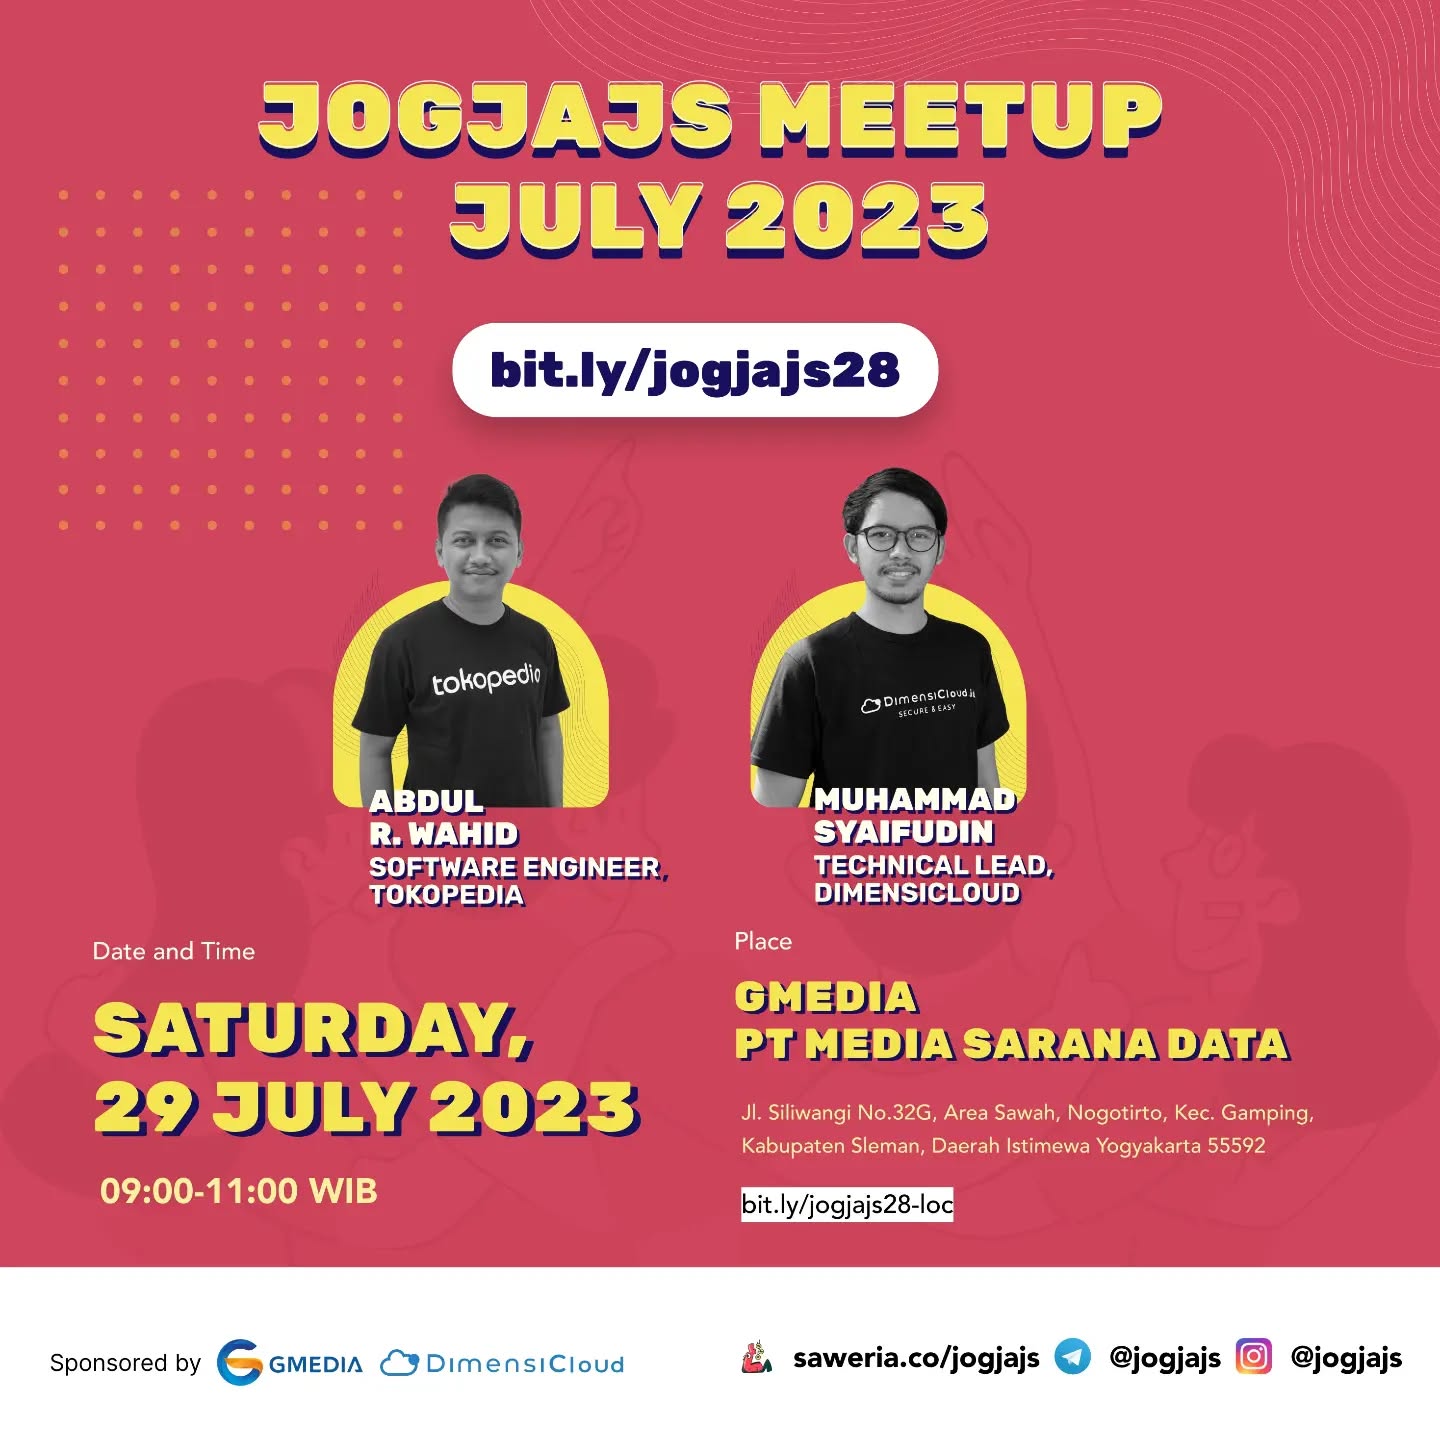 JOGJAJS MEETUP
JULY 2023
bit.ly/jogjajs28
tokopedia
DimensiCloud.id
SECURE & EASY
ABDUL
R. WAHID
SOFTWARE ENGINEER,
TOKOPEDIA
MUHAMMAD
SYAIFUDIN
TECHNICAL LEAD,
DIMENSICLOUD
Date and Time
SATURDAY,
29 JULY 2023
09:00-11:00 WIB
Place
GMEDIA
PT MEDIA SARANA DATA
Jl. Siliwangi No.32G, Area Sawah, Nogotirto, Kec. Gamping,
Kabupaten Sleman, Daerah Istimewa Yogyakarta 55592
bit.ly/jogjajs28-loc
Sponsored by GMEDIA DimensiCloud
saweria.co/jogjajs @jogjajs @jogjajs